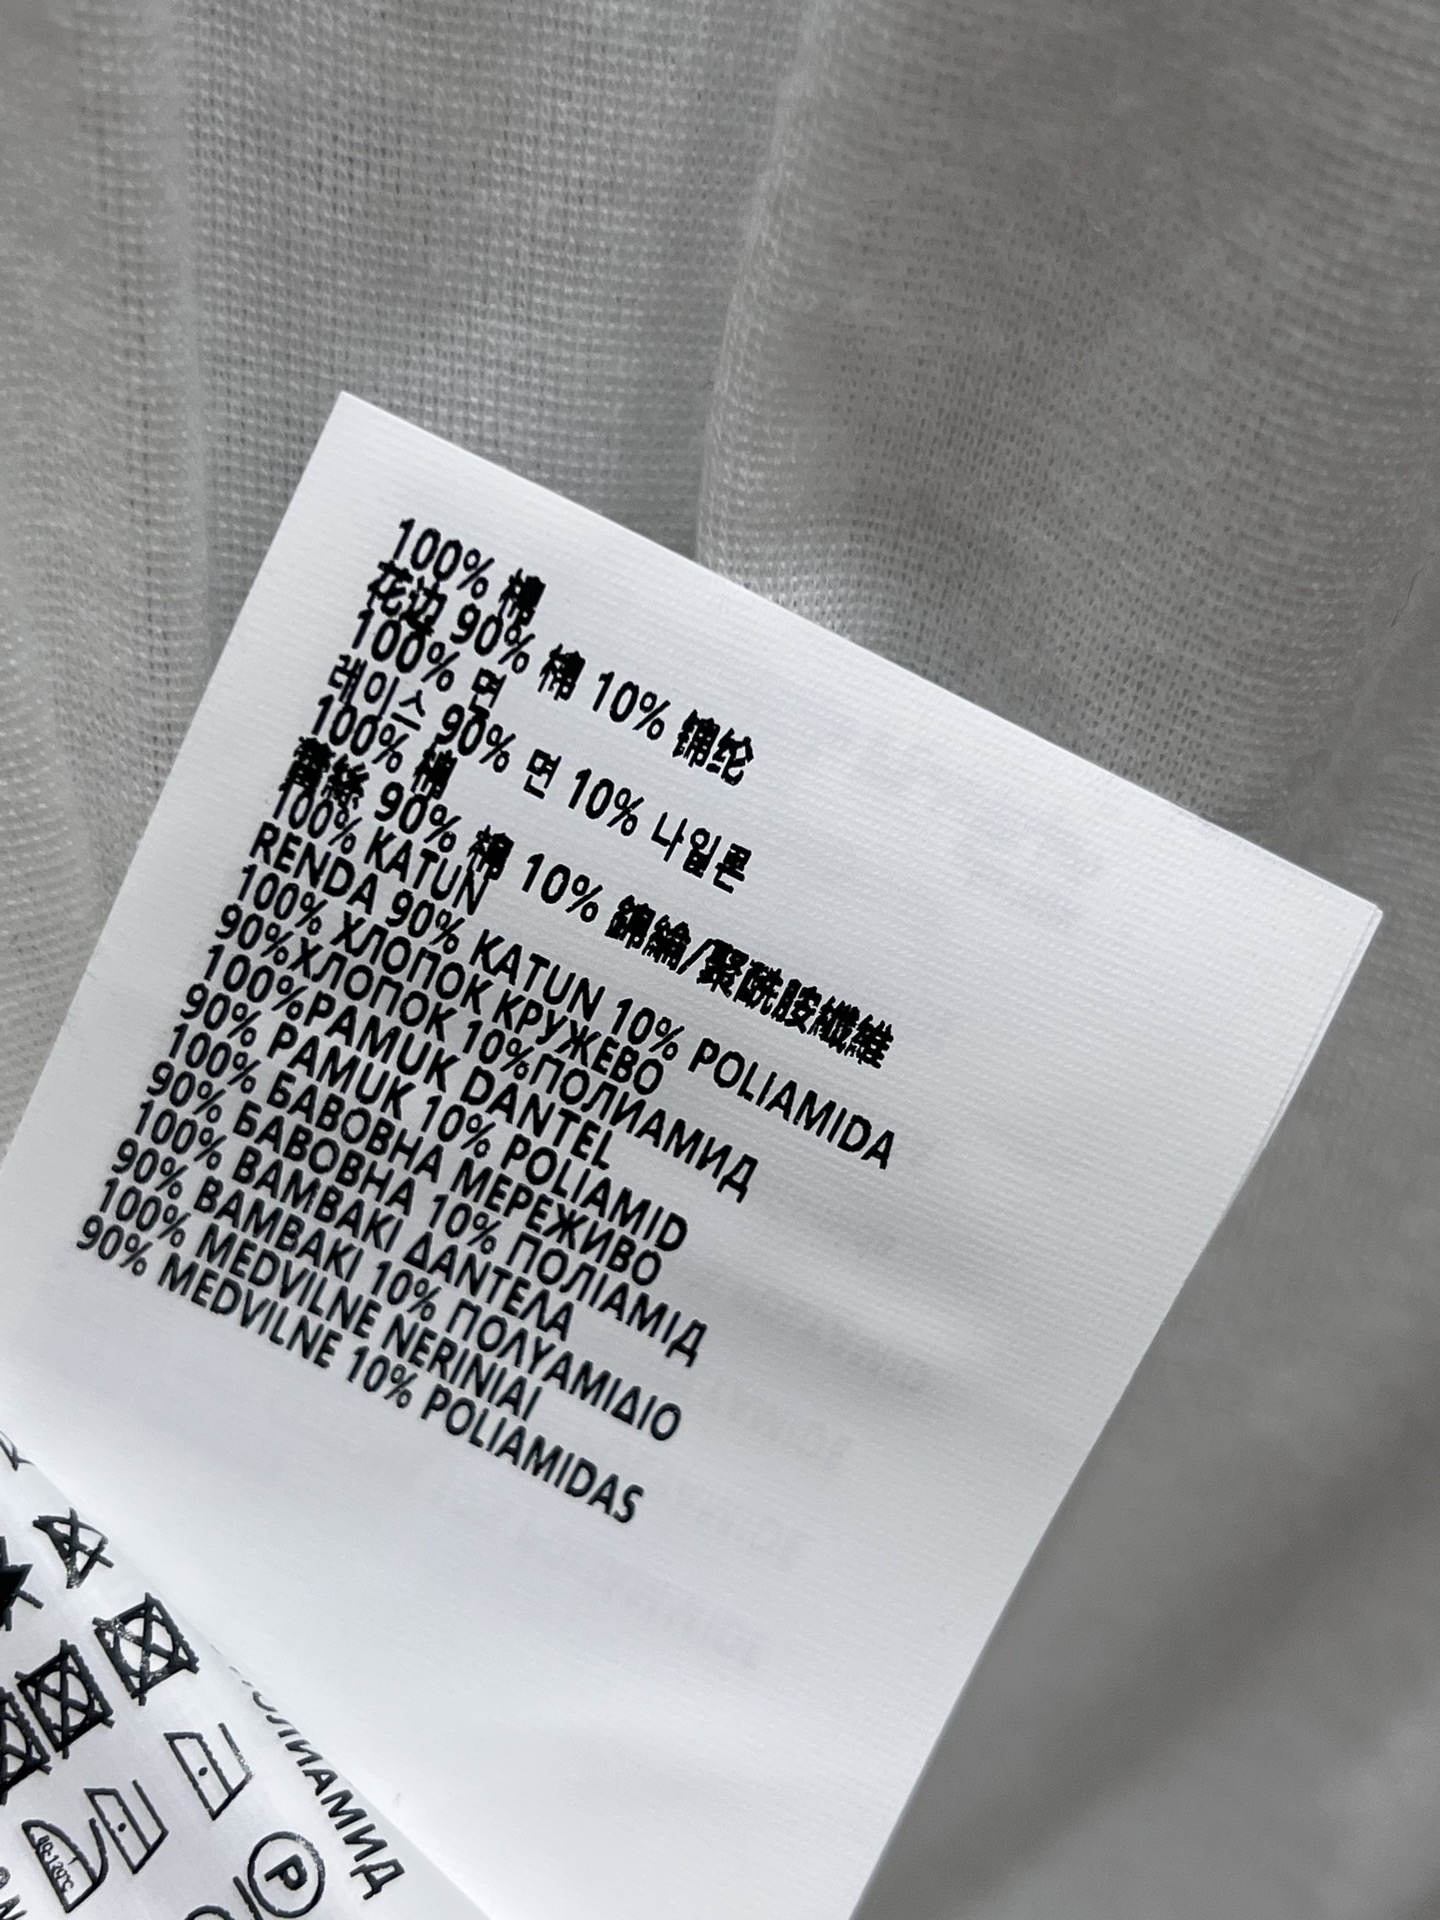 100% 棉
花边 90% 棉 10% 锦纶
100% 면
레이스 90% 면 10% 나일론
100% 棉
蕾絲 90% 棉 10% 錦綸/聚酰胺纖維
100% KATUN
RENDA 90% KATUN 10% POLIAMIDA
100% ХЛОПОК КРУЖЕВО
90%ХЛОПОК 10%ПОЛИАМИД
100%PAMUK DANTEL
90% PAMUK 10% POLIAMID
100% БАВОВНА МЕРЕЖИВО
90% БАВОВНА 10% ПОЛІАМІД
100% BAMBAKI ΔΑΝΤΕΛΑ
90% BAMBAKI 10% ΠΟΛΥΑΜΙΔΙΟ
100% MEDVILNE NERINIAI
90% MEDVILNE 10% POLIAMIDAS
ОЛИАМИД
P